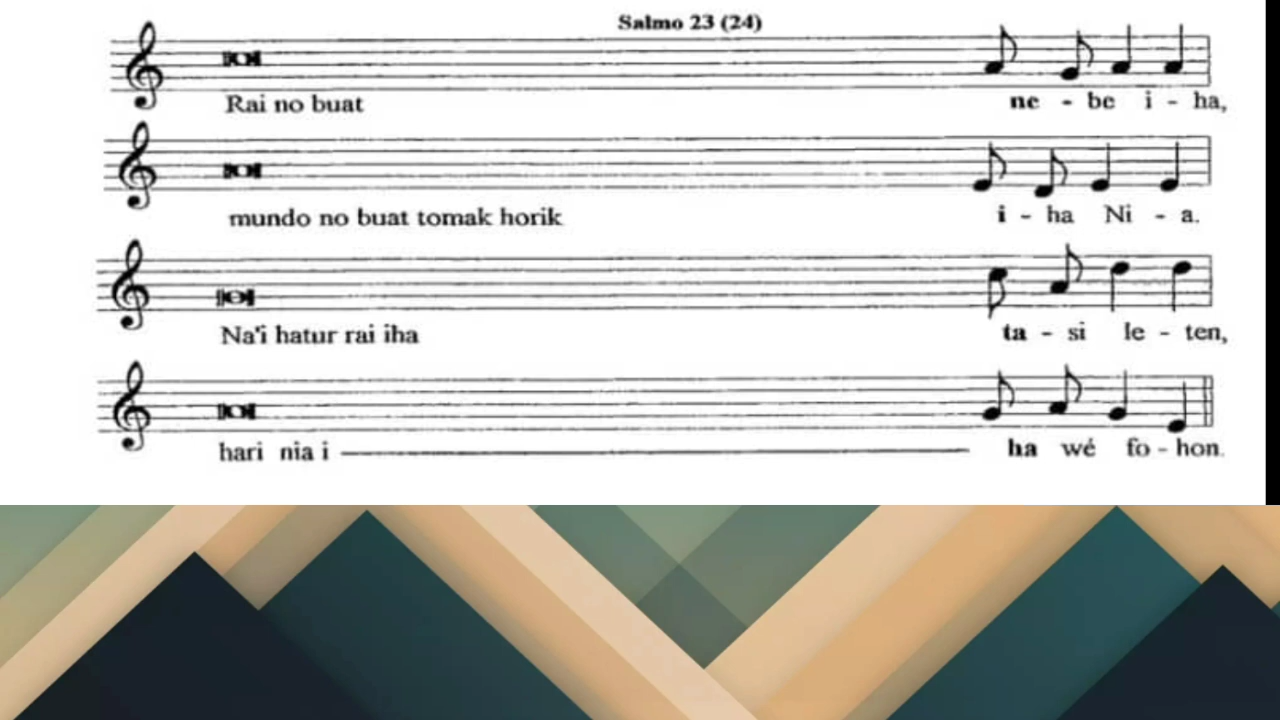 Salmo 23 (24)
Rai no buat ne - be i - ha,
mundo no buat tomak horik i - ha Ni - a.
Na'i hatur rai iha ta - si le - ten,
hari nia i ha wé fo - hon.